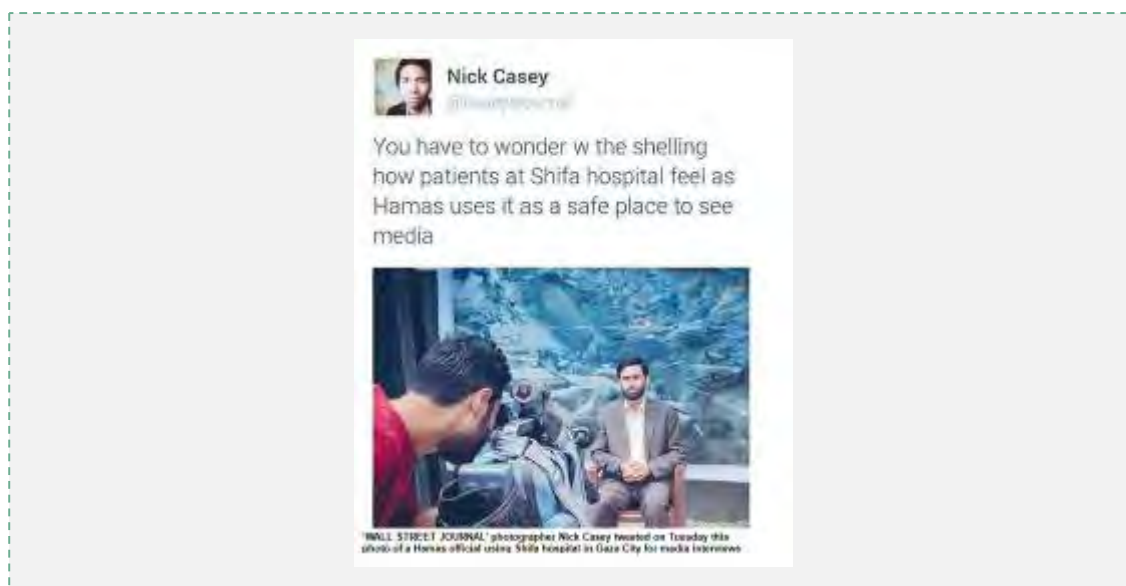 Nick Casey
You have to wonder w the shelling
how patients at Shifa hospital feel as
Hamas uses it as a safe place to see
media
'WALL STREET JOURNAL' photographer Nick Casey tweeted on Tuesday this
photo of a Hamas official using Shifa hospital in Gaza City for media interviews